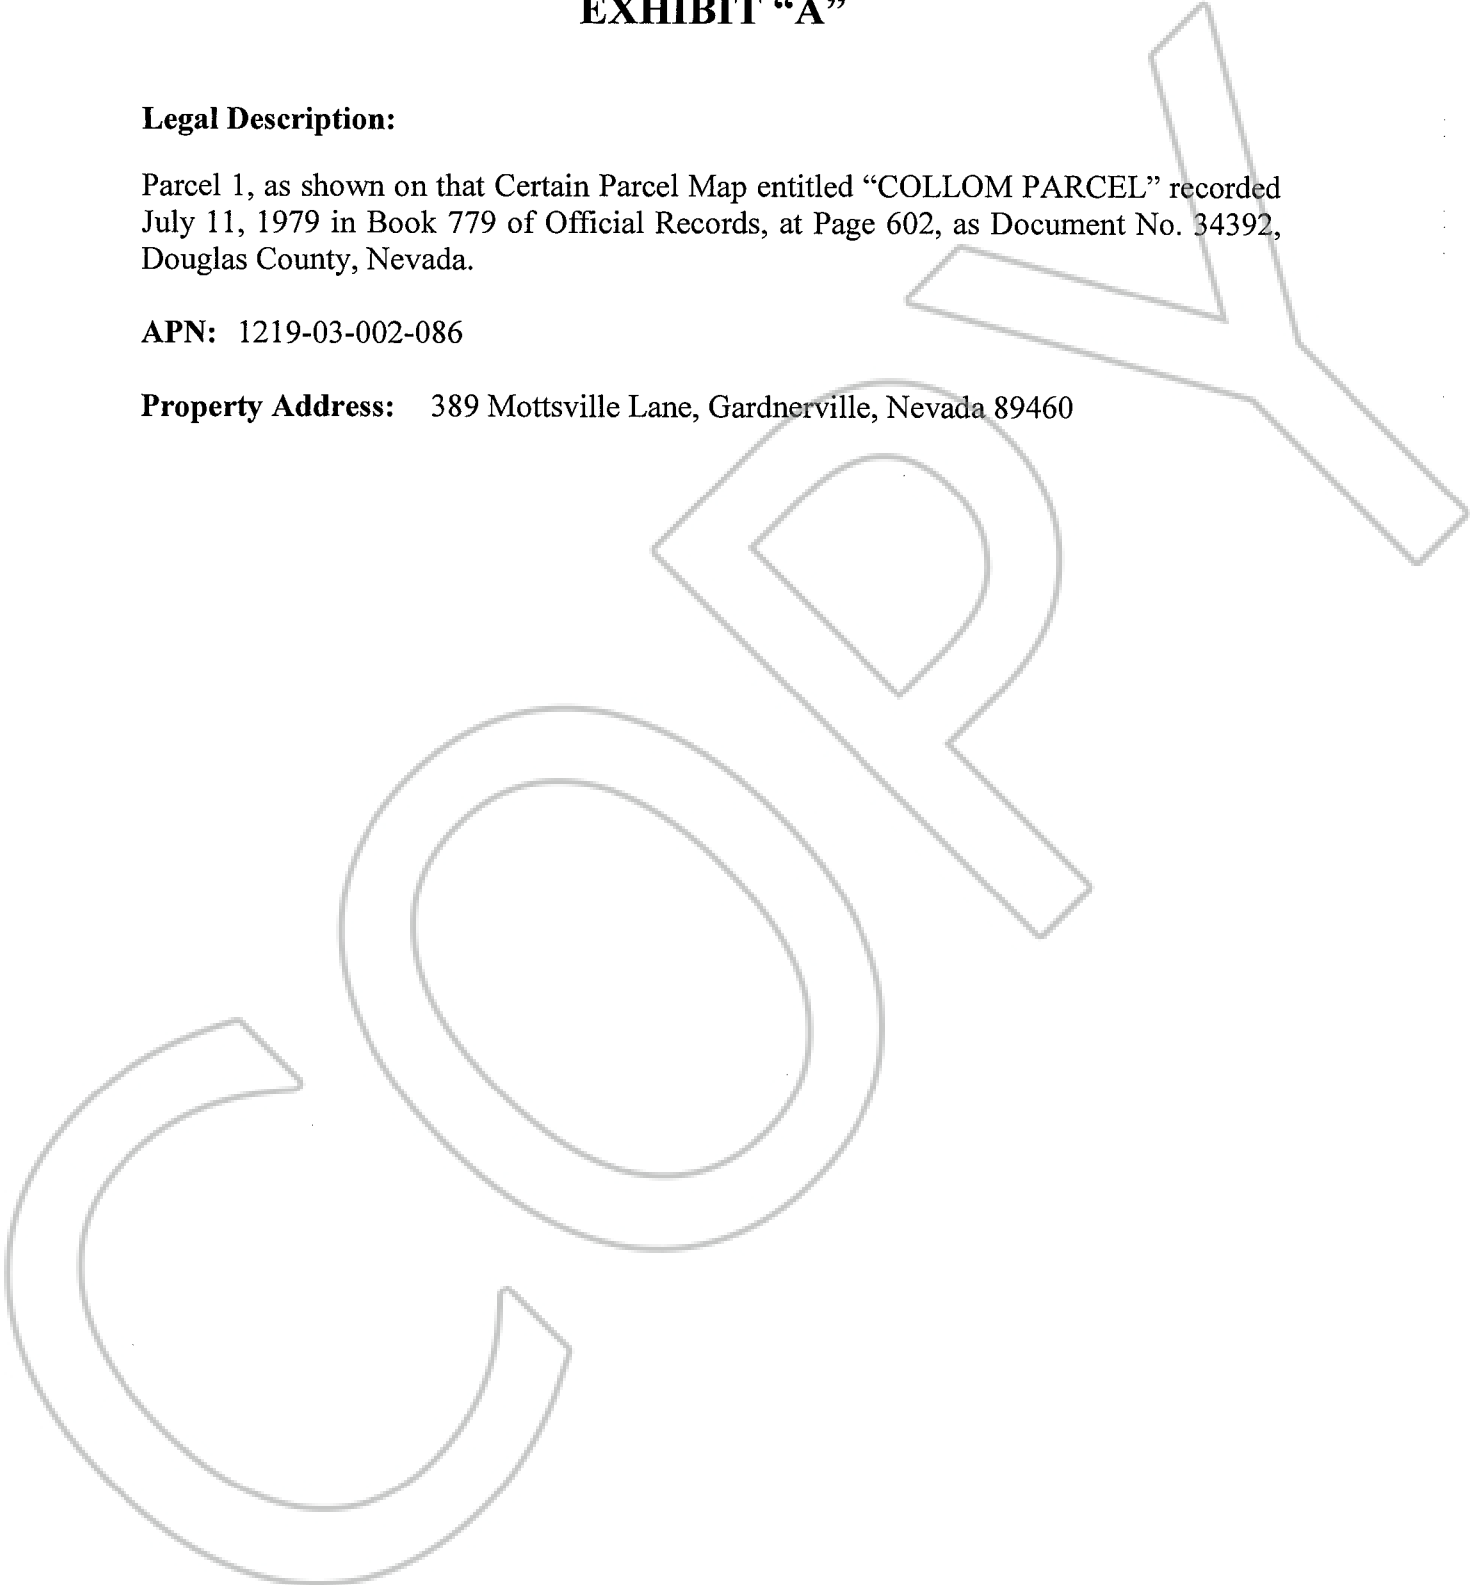 EXHIBIT “A”
Legal Description:
Parcel 1, as shown on that Certain Parcel Map entitled “COLLOM PARCEL” recorded
July 11, 1979 in Book 779 of Official Records, at Page 602, as Document No. 34392,
Douglas County, Nevada.
APN: 1219-03-002-086
Property Address: 389 Mottsville Lane, Gardnerville, Nevada 89460
COPY